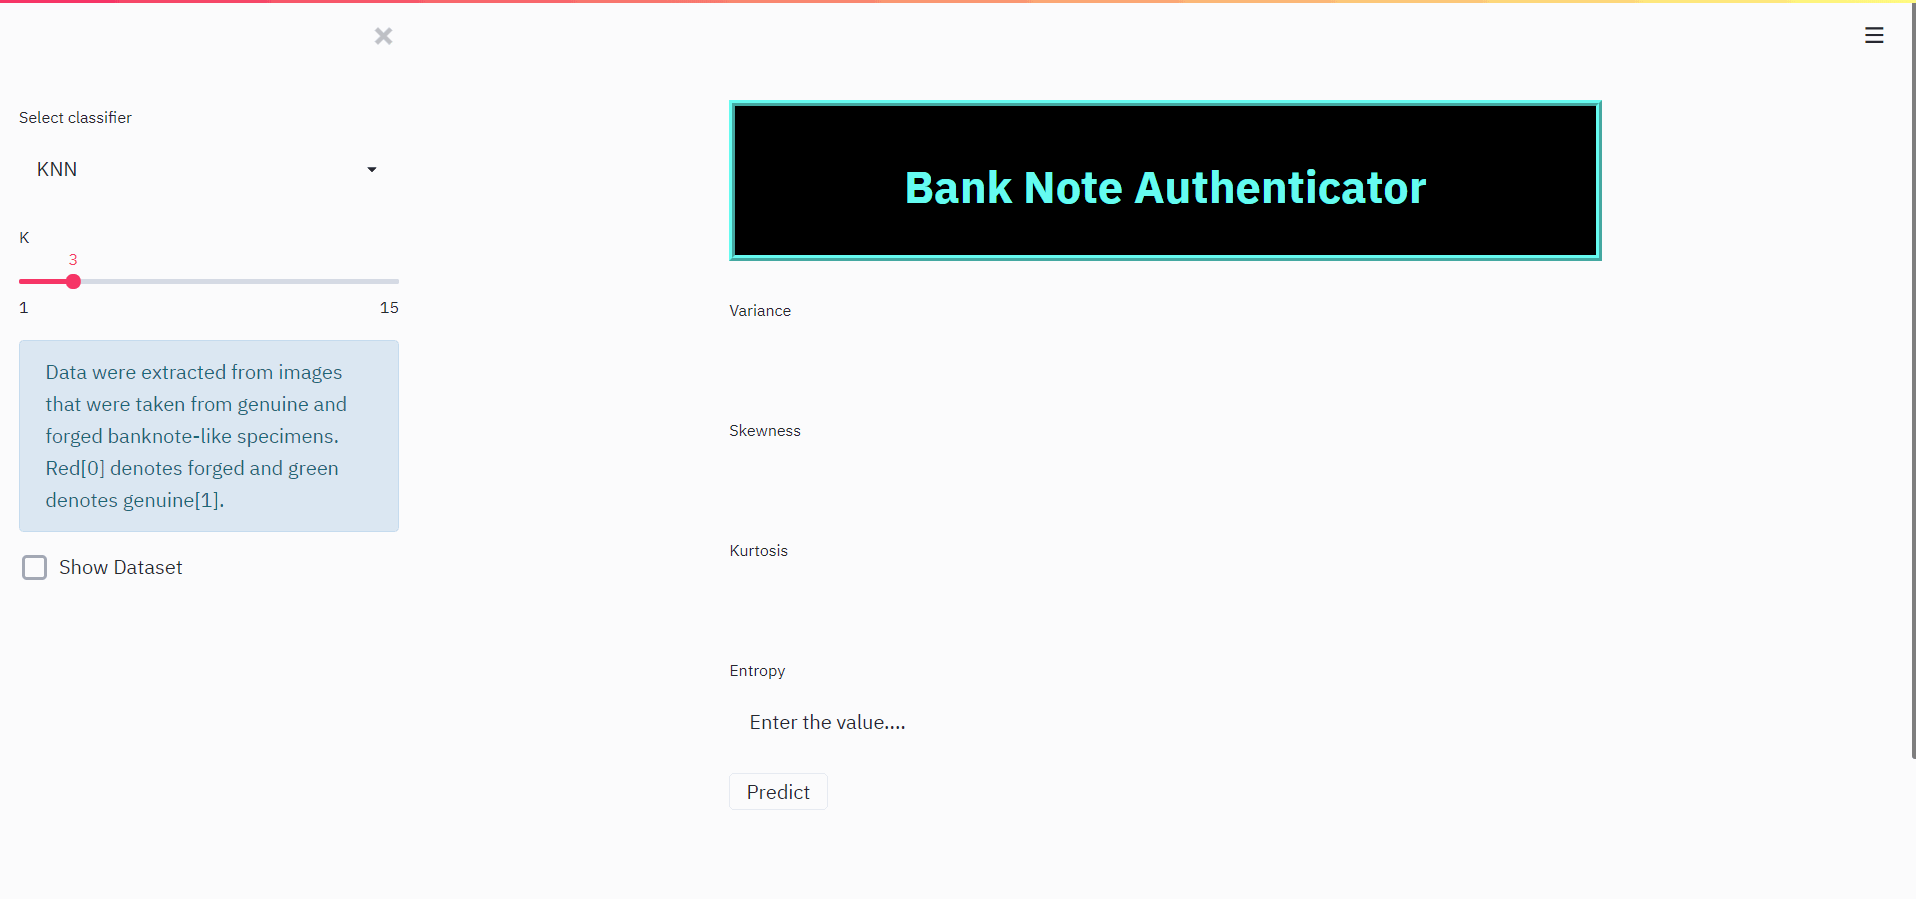 Select classifier
KNN
K
3
1 15
Data were extracted from images
that were taken from genuine and
forged banknote-like specimens.
Red[0] denotes forged and green
denotes genuine[1].
Show Dataset
Bank Note Authenticator
Variance
Skewness
Kurtosis
Entropy
Enter the value....
Predict